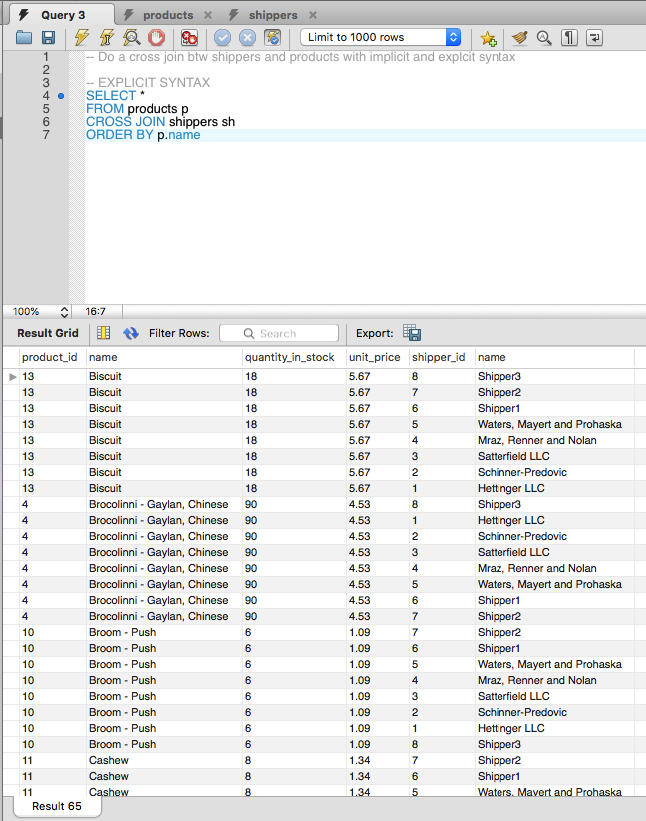 Query 3 products shippers
Limit to 1000 rows
1 -- Do a cross join btw shippers and products with implicit and explcit syntax
2
3 -- EXPLICIT SYNTAX
4 SELECT *
5 FROM products p
6 CROSS JOIN shippers sh
7 ORDER BY p.name
100% 16:7
Result Grid Filter Rows: Search Export:
product_id name quantity_in_stock unit_price shipper_id name
13 Biscuit 18 5.67 8 Shipper3
13 Biscuit 18 5.67 7 Shipper2
13 Biscuit 18 5.67 6 Shipper1
13 Biscuit 18 5.67 5 Waters, Mayert and Prohaska
13 Biscuit 18 5.67 4 Mraz, Renner and Nolan
13 Biscuit 18 5.67 3 Satterfield LLC
13 Biscuit 18 5.67 2 Schinner-Predovic
13 Biscuit 18 5.67 1 Hettinger LLC
4 Brocolinni - Gaylan, Chinese 90 4.53 8 Shipper3
4 Brocolinni - Gaylan, Chinese 90 4.53 1 Hettinger LLC
4 Brocolinni - Gaylan, Chinese 90 4.53 2 Schinner-Predovic
4 Brocolinni - Gaylan, Chinese 90 4.53 3 Satterfield LLC
4 Brocolinni - Gaylan, Chinese 90 4.53 4 Mraz, Renner and Nolan
4 Brocolinni - Gaylan, Chinese 90 4.53 5 Waters, Mayert and Prohaska
4 Brocolinni - Gaylan, Chinese 90 4.53 6 Shipper1
4 Brocolinni - Gaylan, Chinese 90 4.53 7 Shipper2
10 Broom - Push 6 1.09 7 Shipper2
10 Broom - Push 6 1.09 6 Shipper1
10 Broom - Push 6 1.09 5 Waters, Mayert and Prohaska
10 Broom - Push 6 1.09 4 Mraz, Renner and Nolan
10 Broom - Push 6 1.09 3 Satterfield LLC
10 Broom - Push 6 1.09 2 Schinner-Predovic
10 Broom - Push 6 1.09 1 Hettinger LLC
10 Broom - Push 6 1.09 8 Shipper3
11 Cashew 8 1.34 7 Shipper2
11 Cashew 8 1.34 6 Shipper1
11 Cashew 8 1.34 5 Waters, Mayert and Prohaska
Result 65